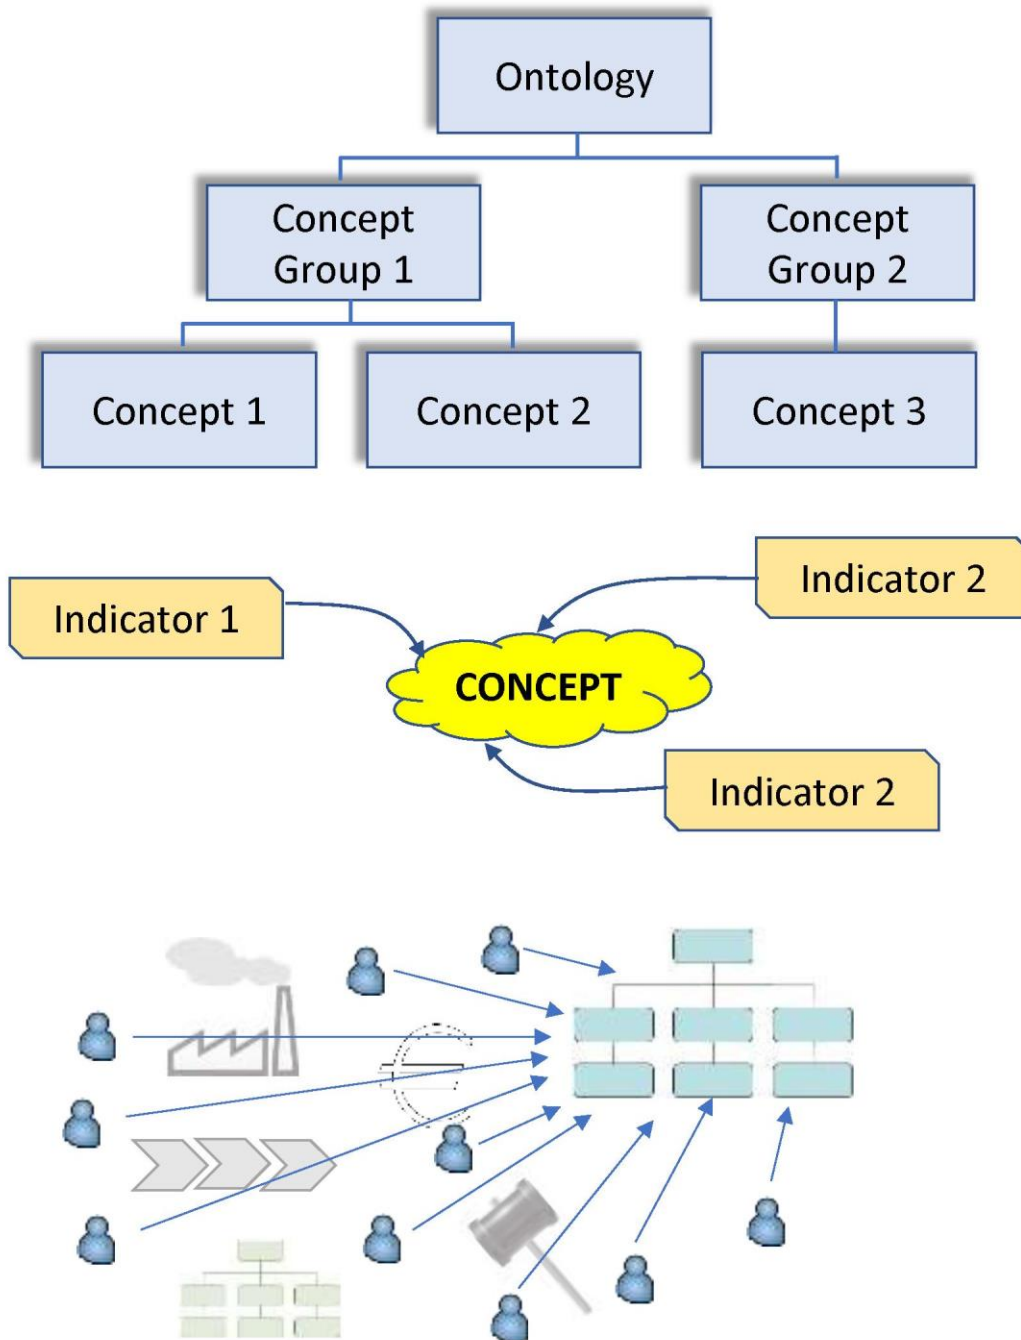 Ontology
Concept
Group 1
Concept
Group 2
Concept 1
Concept 2
Concept 3
Indicator 2
Indicator 1
CONCEPT
Indicator 2